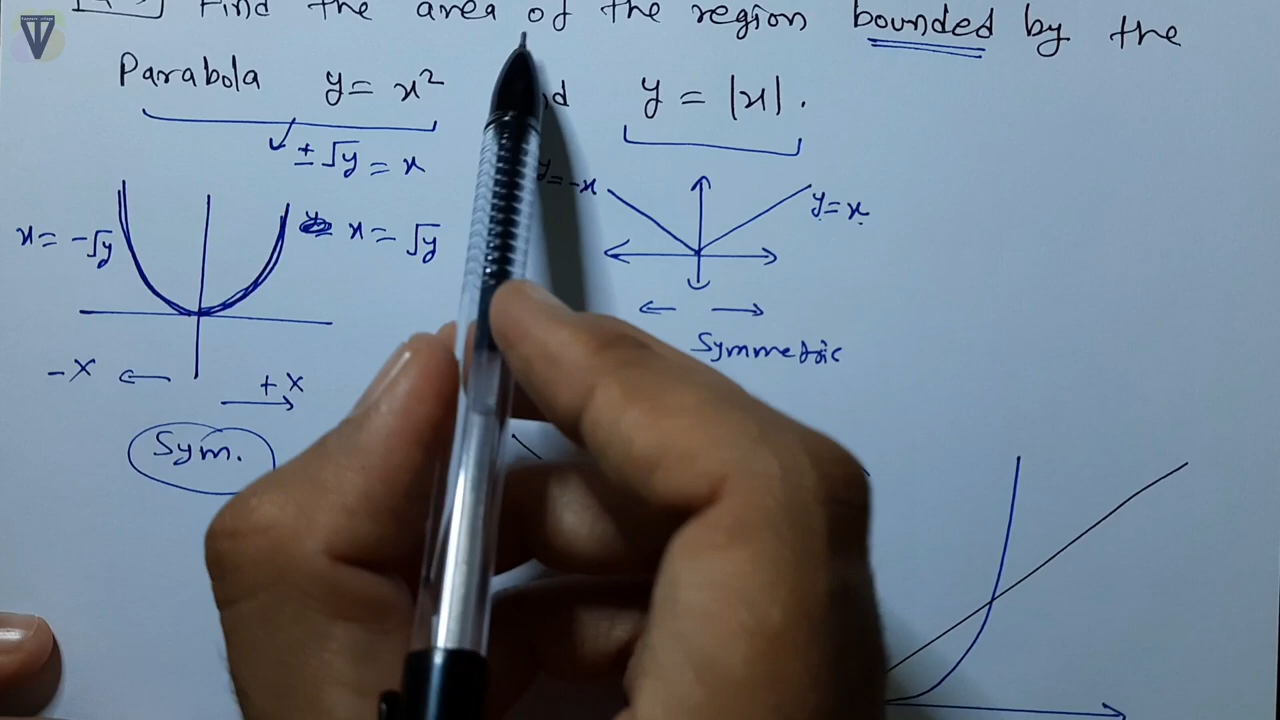 Find the area of the region bounded by the
Parabola y = x² y = |x|.
± √y = x
y = -x
y = x
x = -√y
x = √y
Symmetric
-X
+X
Sym.